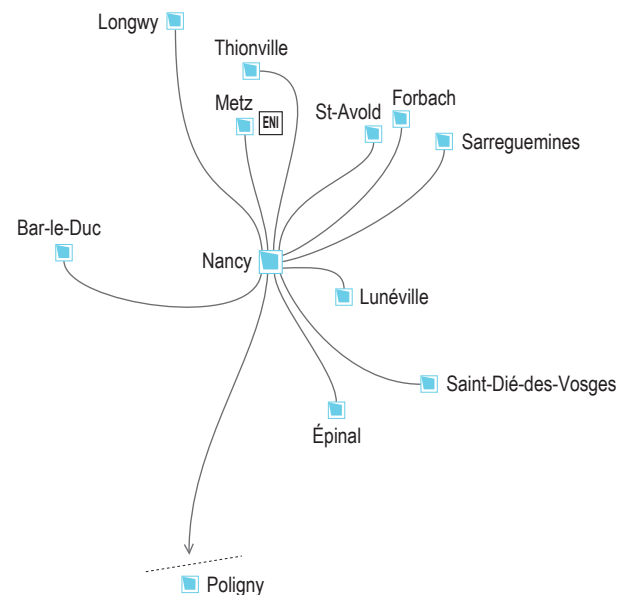 Longwy
Thionville
Metz
ENI
St-Avold
Forbach
Sarreguemines
Bar-le-Duc
Nancy
Lunéville
Saint-Dié-des-Vosges
Épinal
Poligny